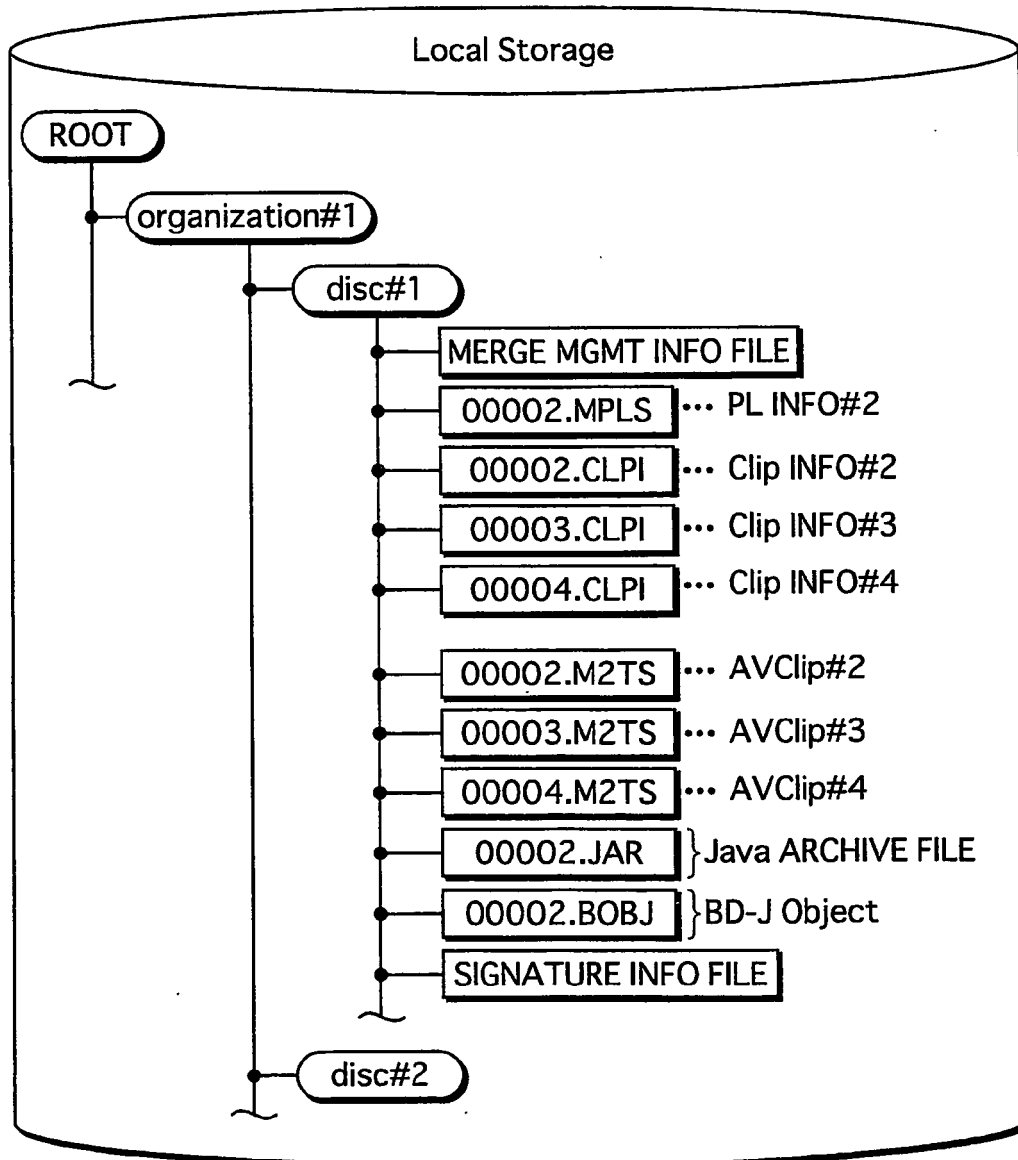 Local Storage
ROOT
organization#1
disc#1
MERGE MGMT INFO FILE
00002.MPLS ··· PL INFO#2
00002.CLPI ··· Clip INFO#2
00003.CLPI ··· Clip INFO#3
00004.CLPI ··· Clip INFO#4
00002.M2TS ··· AVClip#2
00003.M2TS ··· AVClip#3
00004.M2TS ··· AVClip#4
00002.JAR }Java ARCHIVE FILE
00002.BOBJ }BD-J Object
SIGNATURE INFO FILE
disc#2